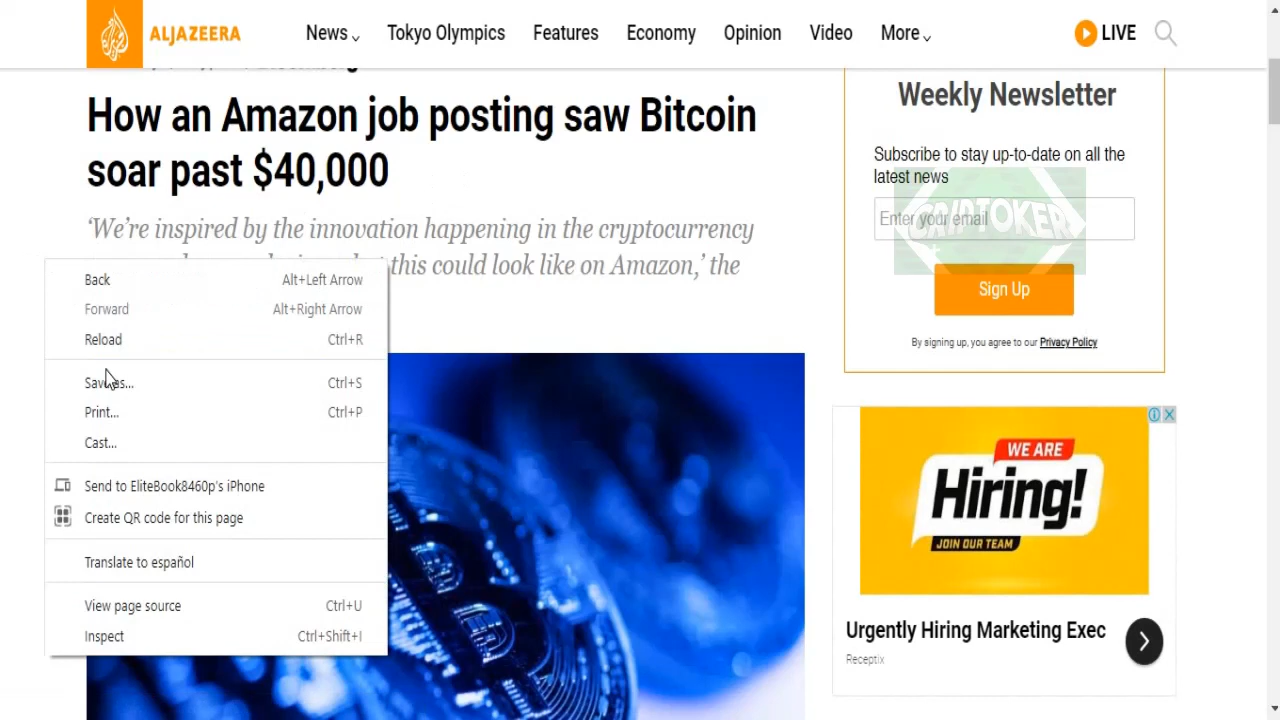 ALJAZEERA
News
Tokyo Olympics
Features
Economy
Opinion
Video
More
LIVE
How an Amazon job posting saw Bitcoin
soar past $40,000
‘We’re inspired by the innovation happening in the cryptocurrency
this could look like on Amazon,’ the
Back Alt+Left Arrow
Forward Alt+Right Arrow
Reload Ctrl+R
Save as... Ctrl+S
Print... Ctrl+P
Cast...
Send to EliteBook8460p's iPhone
Create QR code for this page
Translate to español
View page source Ctrl+U
Inspect Ctrl+Shift+I
Weekly Newsletter
Subscribe to stay up-to-date on all the
latest news
Enter your email
CRIPTOKER
Sign Up
By signing up, you agree to our Privacy Policy
WE ARE
Hiring!
JOIN OUR TEAM
Urgently Hiring Marketing Exec
Receptix